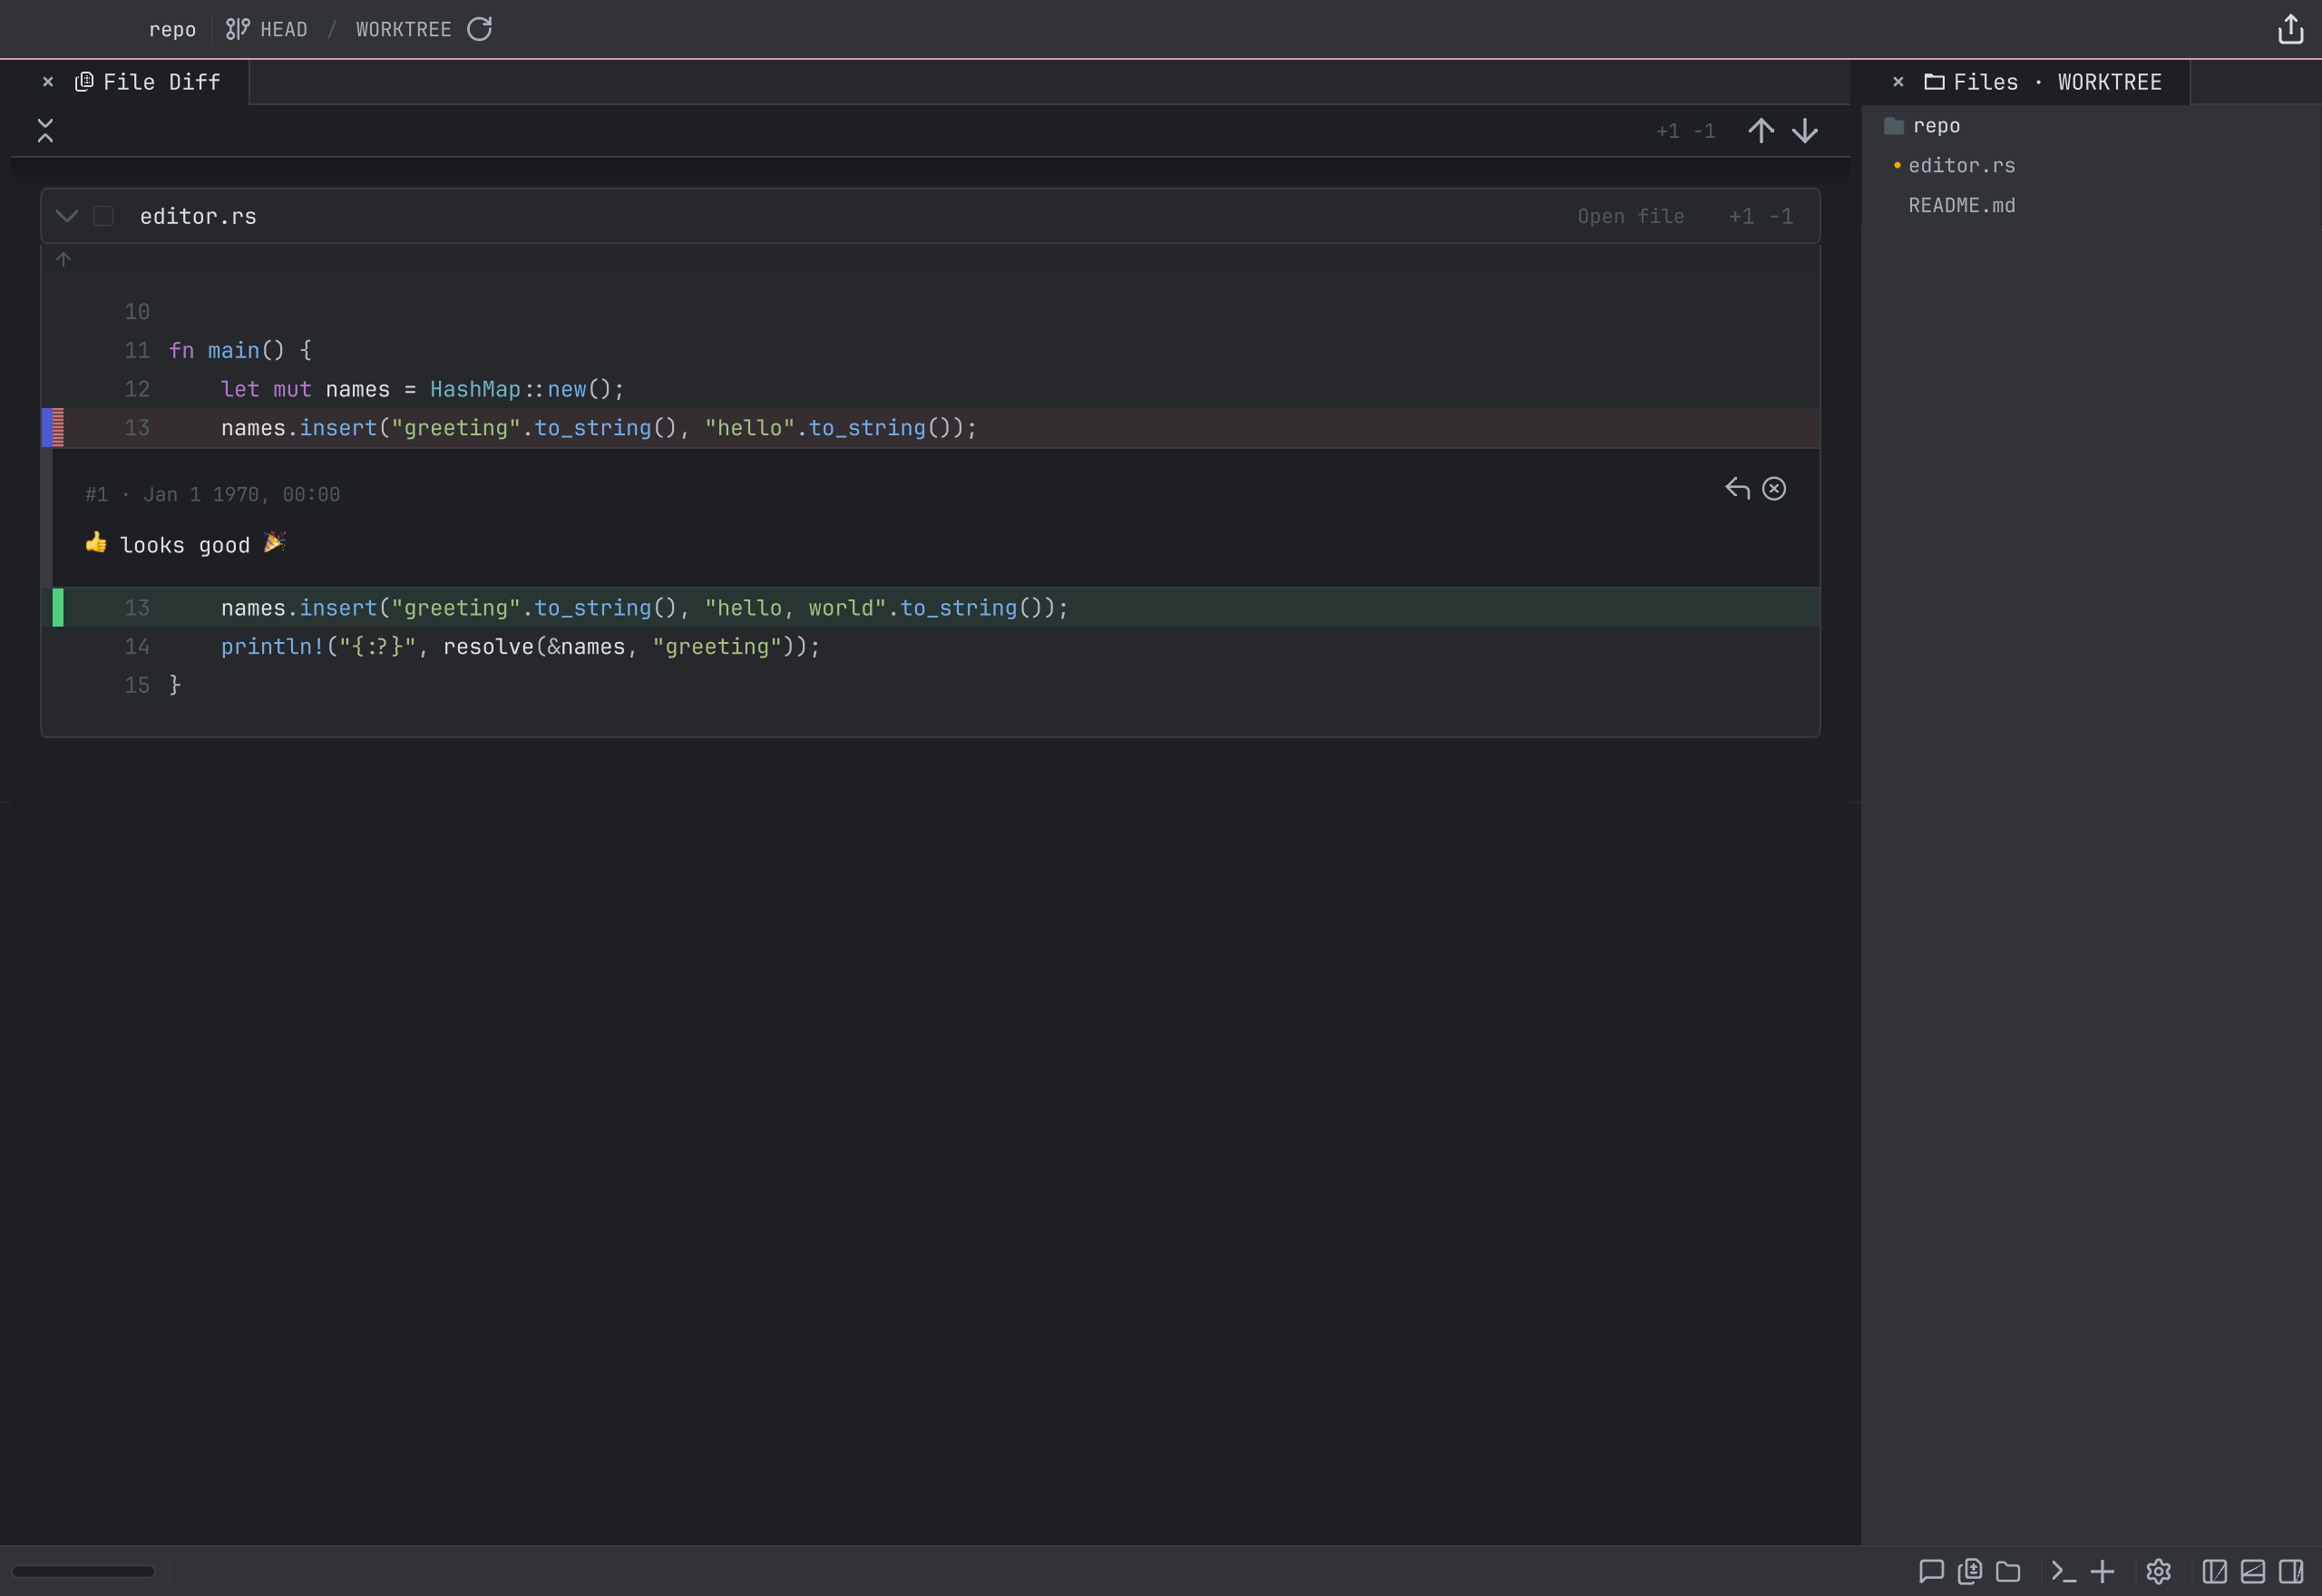 repo HEAD / WORKTREE
File Diff
+1 -1
editor.rs Open file +1 -1
10
11 fn main() {
12 let mut names = HashMap::new();
13 names.insert("greeting".to_string(), "hello".to_string());
#1 · Jan 1 1970, 00:00
👍 looks good 🎉
13 names.insert("greeting".to_string(), "hello, world".to_string());
14 println!("{:?}", resolve(&names, "greeting"));
15 }
Files · WORKTREE
repo
editor.rs
README.md